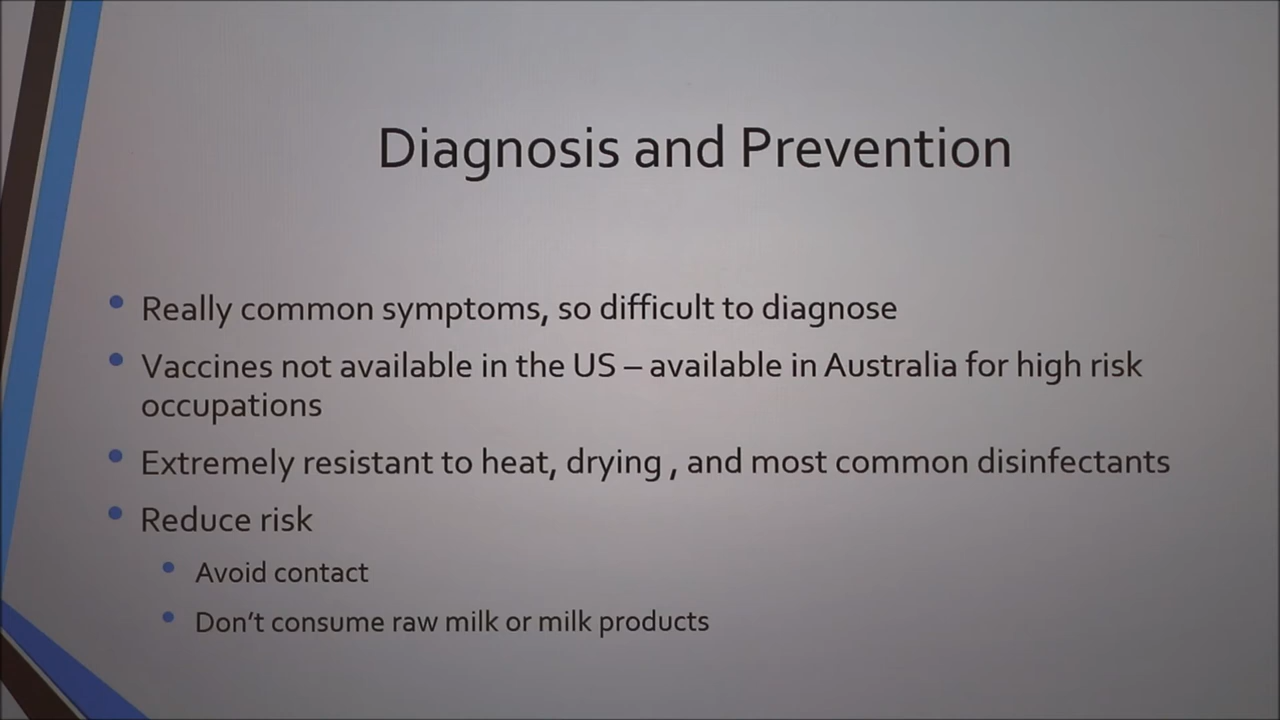 Diagnosis and Prevention
Really common symptoms, so difficult to diagnose
Vaccines not available in the US – available in Australia for high risk
occupations
Extremely resistant to heat, drying , and most common disinfectants
Reduce risk
Avoid contact
Don't consume raw milk or milk products